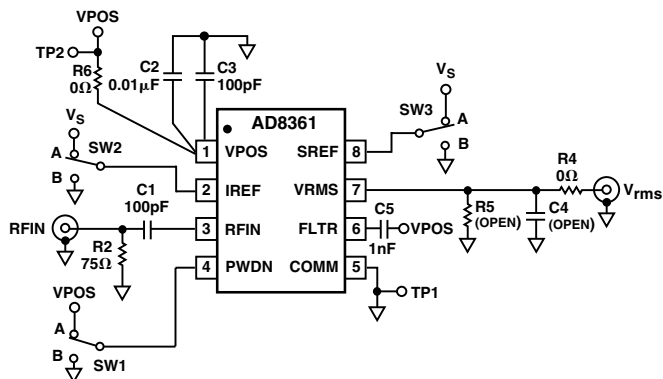 VPOS
TP2
R6
0Ω
C2
0.01µF
C3
100pF
VS
A
B
SW2
AD8361
1 VPOS
2 IREF
3 RFIN
4 PWDN
SREF 8
VRMS 7
FLTR 6
COMM 5
VS
SW3
A
B
C1
100pF
RFIN
R2
75Ω
VPOS
A
B
SW1
C5
1nF
VPOS
TP1
R5
(OPEN)
C4
(OPEN)
R4
0Ω
Vrms